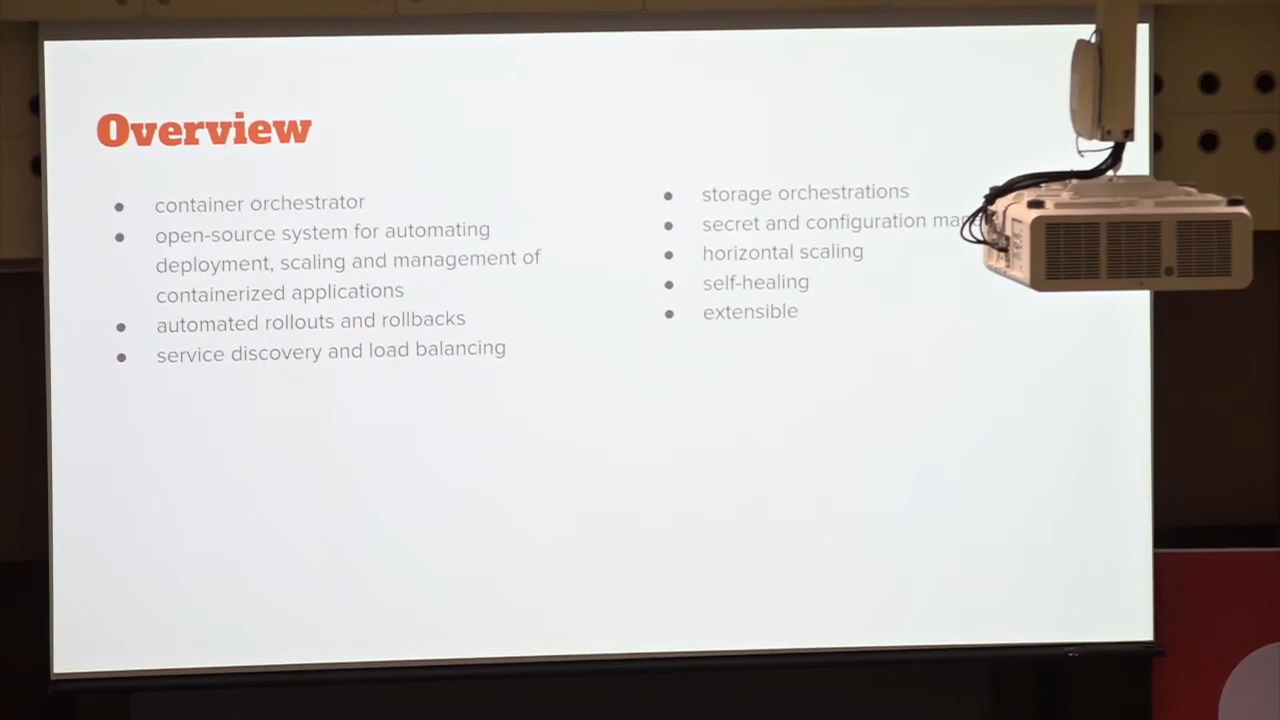 Overview
container orchestrator
open-source system for automating
deployment, scaling and management of
containerized applications
automated rollouts and rollbacks
service discovery and load balancing
storage orchestrations
secret and configuration
horizontal scaling
self-healing
extensible